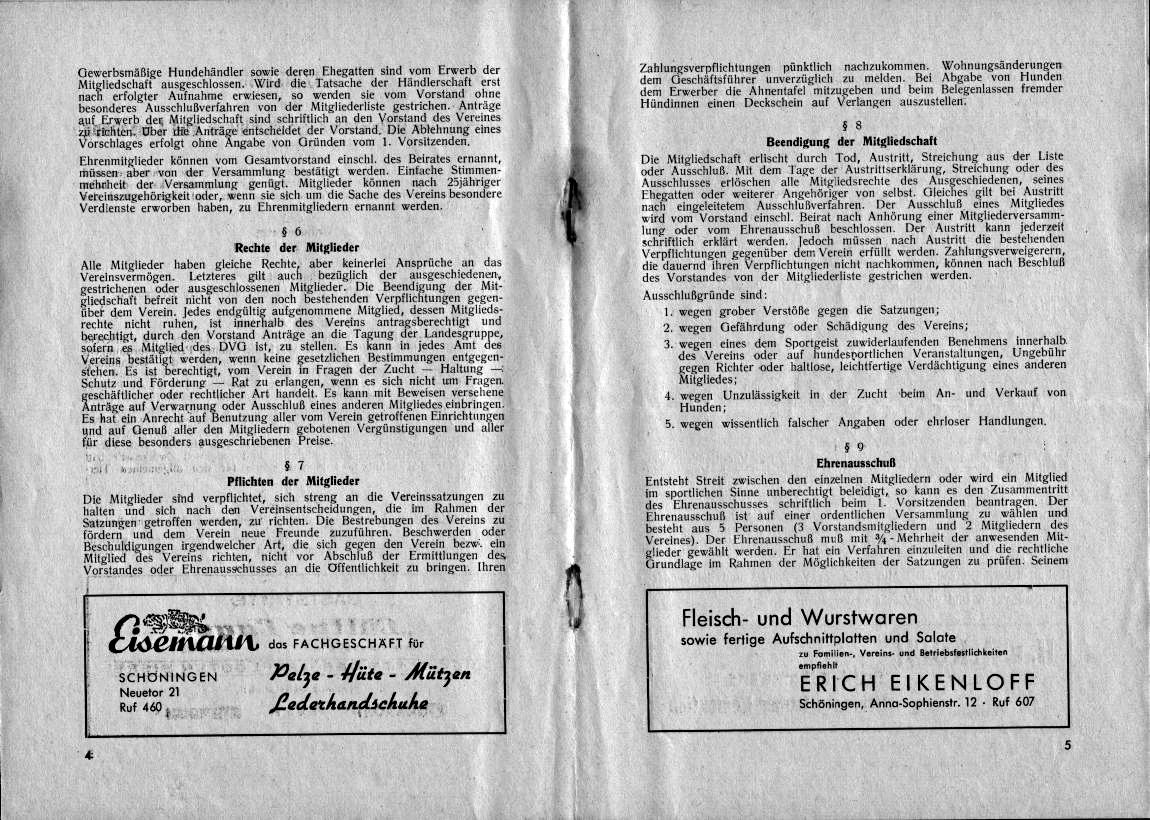 Gewerbsmäßige Hundehändler sowie deren Ehegatten sind vom Erwerb der
Mitgliedschaft ausgeschlossen. Wird die Tatsache der Händlerschaft erst
nach erfolgter Aufnahme erwiesen, so werden sie vom Vorstand ohne
besonderes Ausschlußverfahren von der Mitgliederliste gestrichen. Anträge
auf Erwerb der Mitgliedschaft sind schriftlich an den Vorstand des Vereines
zu richten. Über die Anträge entscheidet der Vorstand. Die Ablehnung eines
Vorschlages erfolgt ohne Angabe von Gründen vom 1. Vorsitzenden.
Ehrenmitglieder können vom Gesamtvorstand einschl. des Beirates ernannt,
müssen aber von der Versammlung bestätigt werden. Einfache Stimmen-
mehrheit der Versammlung genügt. Mitglieder können nach 25jähriger
Vereinszugehörigkeit oder, wenn sie sich um die Sache des Vereins besondere
Verdienste erworben haben, zu Ehrenmitgliedern ernannt werden.
§ 6
Rechte der Mitglieder
Alle Mitglieder haben gleiche Rechte, aber keinerlei Ansprüche an das
Vereinsvermögen. Letzteres gilt auch bezüglich der ausgeschiedenen,
gestrichenen oder ausgeschlossenen Mitglieder. Die Beendigung der Mit-
gliedschaft befreit nicht von den noch bestehenden Verpflichtungen gegen-
über dem Verein. Jedes endgültig aufgenommene Mitglied, dessen Mitglieds-
rechte nicht ruhen, ist innerhalb des Vereins antragsberechtigt und
berechtigt, durch den Vorstand Anträge an die Tagung der Landesgruppe,
sofern es Mitglied des DVG ist, zu stellen. Es kann in jedes Amt des
Vereins bestätigt werden, wenn keine gesetzlichen Bestimmungen entgegen-
stehen. Es ist berechtigt, vom Verein in Fragen der Zucht — Haltung —
Schutz und Förderung — Rat zu erlangen, wenn es sich nicht um Fragen
geschäftlicher oder rechtlicher Art handelt. Es kann mit Beweisen versehene
Anträge auf Verwarnung oder Ausschluß eines anderen Mitgliedes einbringen.
Es hat ein Anrecht auf Benutzung aller vom Verein getroffenen Einrichtungen
und auf Genuß aller den Mitgliedern gebotenen Vergünstigungen und aller
für diese besonders ausgeschriebenen Preise.
§ 7
Pflichten der Mitglieder
Die Mitglieder sind verpflichtet, sich streng an die Vereinssatzungen zu
halten und sich nach den Vereinsentscheidungen, die im Rahmen der
Satzungen getroffen werden, zu richten. Die Bestrebungen des Vereins zu
fördern und dem Verein neue Freunde zuzuführen. Beschwerden oder
Beschuldigungen irgendwelcher Art, die sich gegen den Verein bezw. ein
Mitglied des Vereins richten, nicht vor Abschluß der Ermittlungen des
Vorstandes oder Ehrenausschusses an die Öffentlichkeit zu bringen. Ihren
Eisemann das FACHGESCHÄFT für
SCHÖNINGEN
Neuetor 21
Ruf 460
Pelze - Hüte - Mützen
Lederhandschuhe
4
Zahlungsverpflichtungen pünktlich nachzukommen. Wohnungsänderungen
dem Geschäftsführer unverzüglich zu melden. Bei Abgabe von Hunden
dem Erwerber die Ahnentafel mitzugeben und beim Belegenlassen fremder
Hündinnen einen Deckschein auf Verlangen auszustellen.
§ 8
Beendigung der Mitgliedschaft
Die Mitgliedschaft erlischt durch Tod, Austritt, Streichung aus der Liste
oder Ausschluß. Mit dem Tage der Austrittserklärung, Streichung oder des
Ausschlusses erlöschen alle Mitgliedsrechte des Ausgeschiedenen, seines
Ehegatten oder weiterer Angehöriger von selbst. Gleiches gilt bei Austritt
nach eingeleitetem Ausschlußverfahren. Der Ausschluß eines Mitgliedes
wird vom Vorstand einschl. Beirat nach Anhörung einer Mitgliederversamm-
lung oder vom Ehrenausschuß beschlossen. Der Austritt kann jederzeit
schriftlich erklärt werden. Jedoch müssen nach Austritt die bestehenden
Verpflichtungen gegenüber dem Verein erfüllt werden. Zahlungsverweigerern,
die dauernd ihren Verpflichtungen nicht nachkommen, können nach Beschluß
des Vorstandes von der Mitgliederliste gestrichen werden.
Ausschlußgründe sind:
1. wegen grober Verstöße gegen die Satzungen;
2. wegen Gefährdung oder Schädigung des Vereins;
3. wegen eines dem Sportgeist zuwiderlaufenden Benehmens innerhalb
des Vereins oder auf hundesportlichen Veranstaltungen, Ungebühr
gegen Richter oder haltlose, leichtfertige Verdächtigung eines anderen
Mitgliedes;
4. wegen Unzulässigkeit in der Zucht beim An- und Verkauf von
Hunden;
5. wegen wissentlich falscher Angaben oder ehrloser Handlungen.
§ 9
Ehrenausschuß
Entsteht Streit zwischen den einzelnen Mitgliedern oder wird ein Mitglied
im sportlichen Sinne unberechtigt beleidigt, so kann es den Zusammentritt
des Ehrenausschusses schriftlich beim 1. Vorsitzenden beantragen. Der
Ehrenausschuß ist auf einer ordentlichen Versammlung zu wählen und
besteht aus 5 Personen (3 Vorstandsmitgliedern und 2 Mitgliedern des
Vereines). Der Ehrenausschuß muß mit ¾-Mehrheit der anwesenden Mit-
glieder gewählt werden. Er hat ein Verfahren einzuleiten und die rechtliche
Grundlage im Rahmen der Möglichkeiten der Satzungen zu prüfen. Seinem
Fleisch- und Wurstwaren
sowie fertige Aufschnittplatten und Salate
zu Familien-, Vereins- und Betriebsfestlichkeiten
empfiehlt
ERICH EIKENLOFF
Schöningen, Anna-Sophienstr. 12 · Ruf 607
5